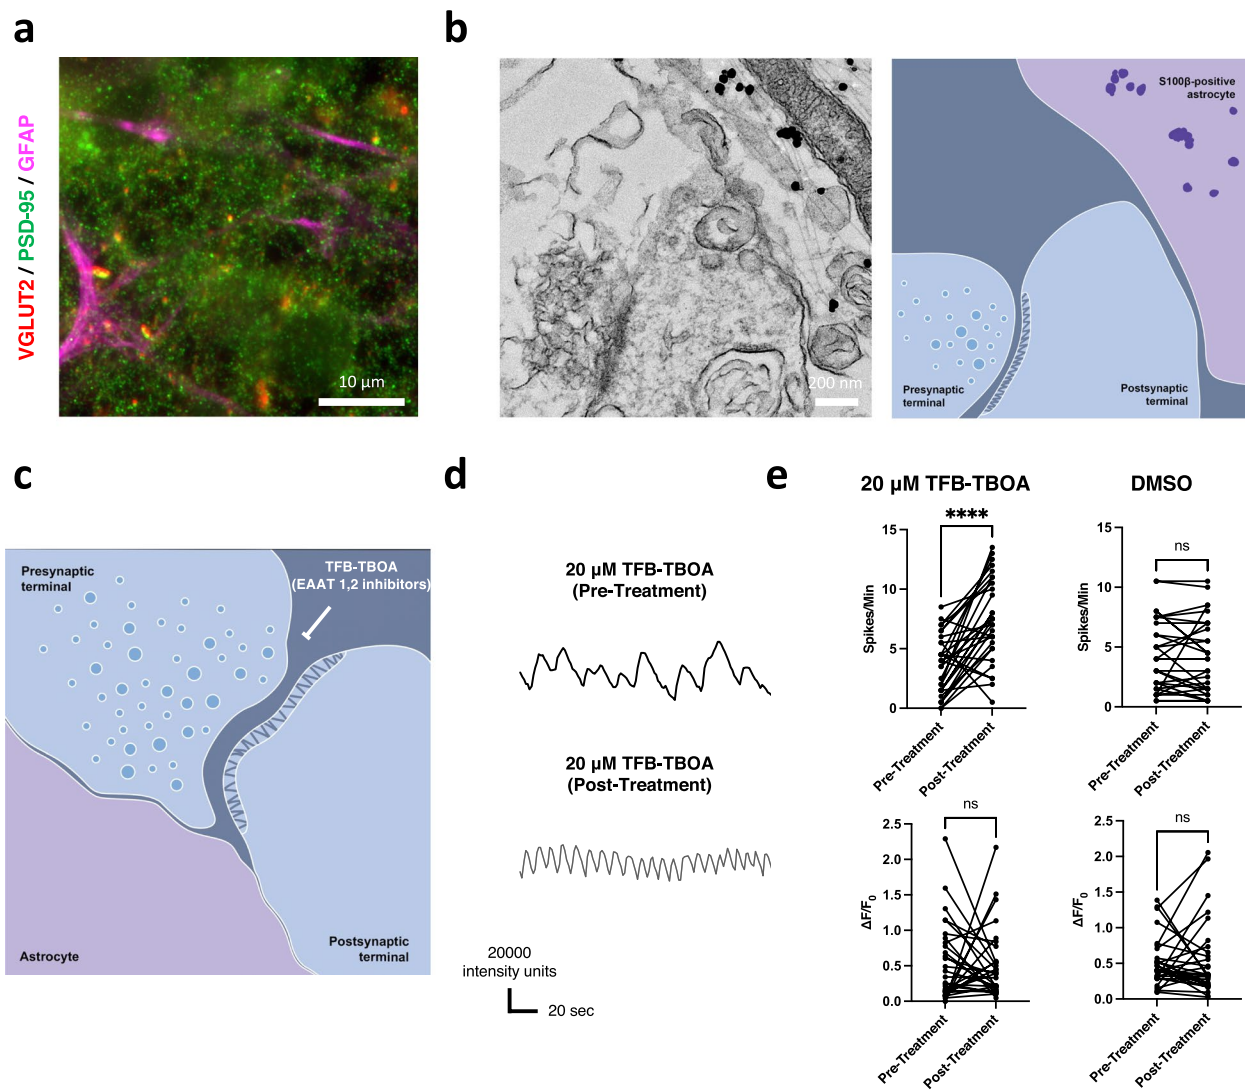 a
VGLUT2 / PSD-95 / GFAP
10 µm
b
200 nm
S100β-positive
astrocyte
Presynaptic
terminal
Postsynaptic
terminal
c
Presynaptic
terminal
TFB-TBOA
(EAAT 1,2 inhibitors)
Astrocyte
Postsynaptic
terminal
d
20 µM TFB-TBOA
(Pre-Treatment)
20 µM TFB-TBOA
(Post-Treatment)
20000
intensity units
20 sec
e
20 µM TFB-TBOA
****
Spikes/Min
15
10
5
0
Pre-Treatment
Post-Treatment
DMSO
ns
Spikes/Min
15
10
5
0
Pre-Treatment
Post-Treatment
ns
ΔF/F0
2.5
2.0
1.5
1.0
0.5
0.0
Pre-Treatment
Post-Treatment
ns
ΔF/F0
2.5
2.0
1.5
1.0
0.5
0.0
Pre-Treatment
Post-Treatment